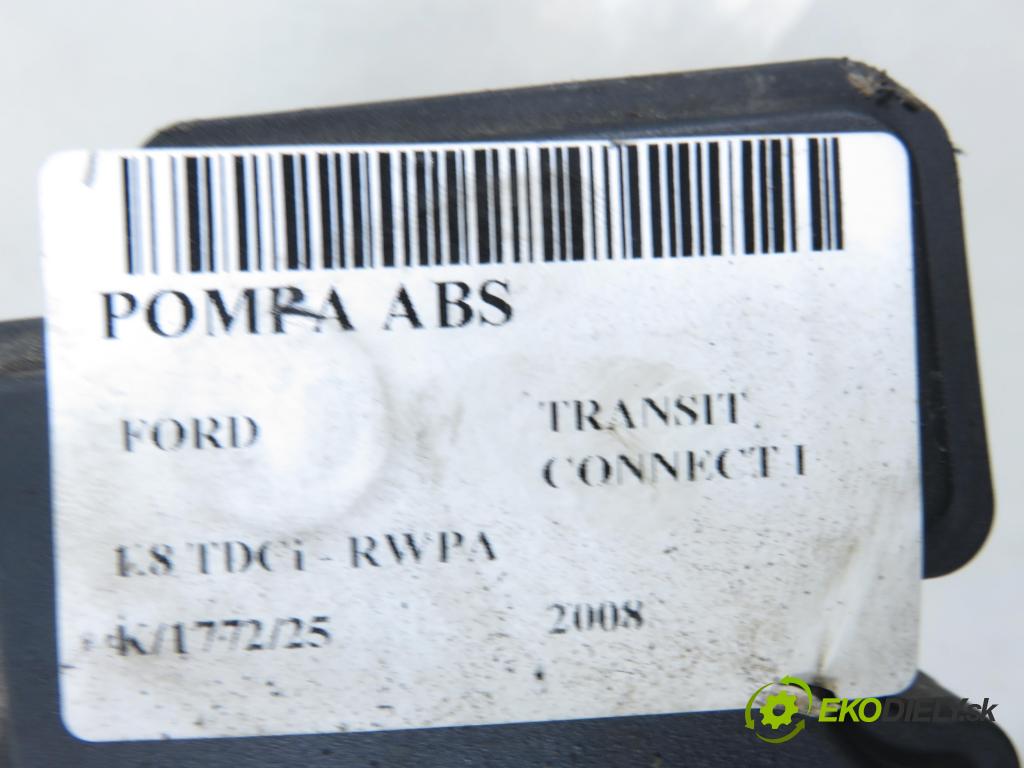 POMPA ABS
FORD
TRANSIT
CONNECT I
1.8 TDCi - RWPA
K/1772/25
2008
EKODIELY.sk